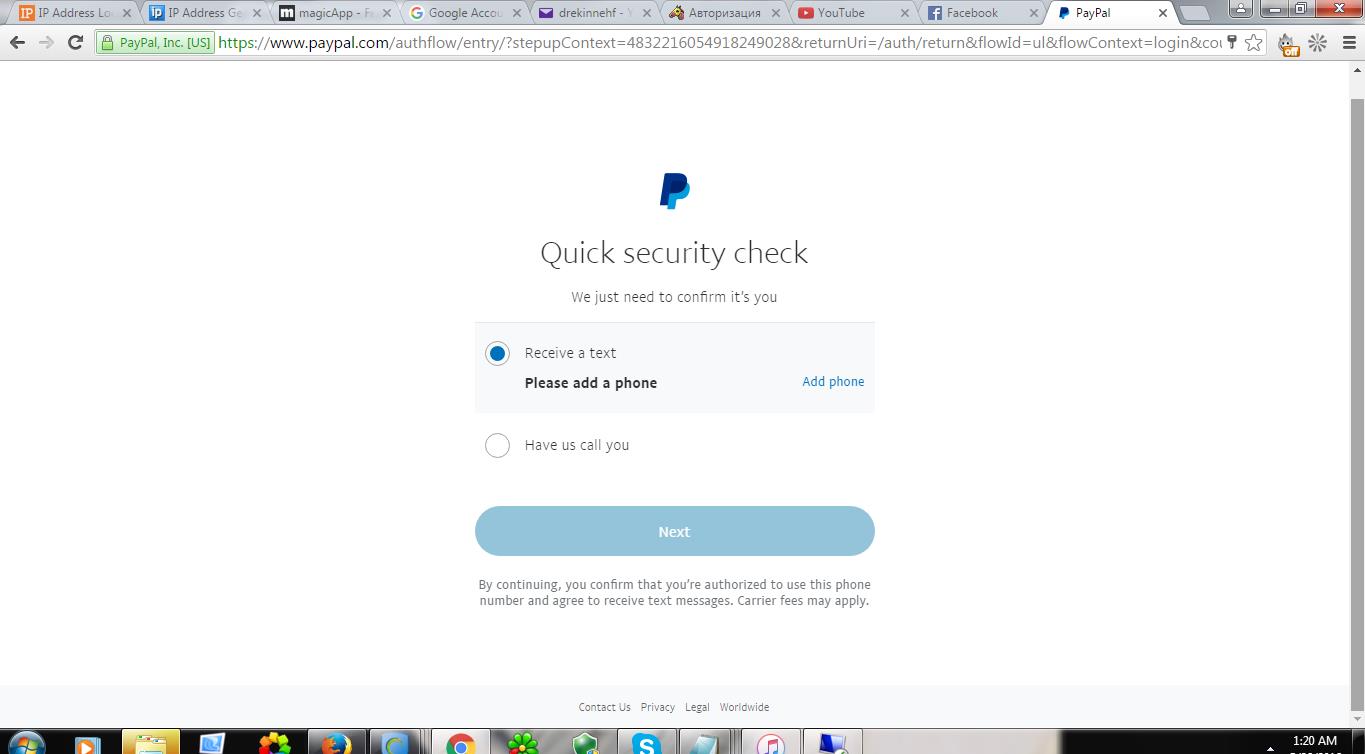 IP Address Lo
IP Address Ge
magicApp - F
Google Accou
drekinnehf - Y
Авторизация
YouTube
Facebook
PayPal
PayPal, Inc. [US]
https://www.paypal.com/authflow/entry/?stepupContext=4832216054918249028&returnUri=/auth/return&flowId=ul&flowContext=login&cou
off
Quick security check
We just need to confirm it's you
Receive a text
Please add a phone
Add phone
Have us call you
Next
By continuing, you confirm that you're authorized to use this phone
number and agree to receive text messages. Carrier fees may apply.
Contact Us Privacy Legal Worldwide
1:20 AM